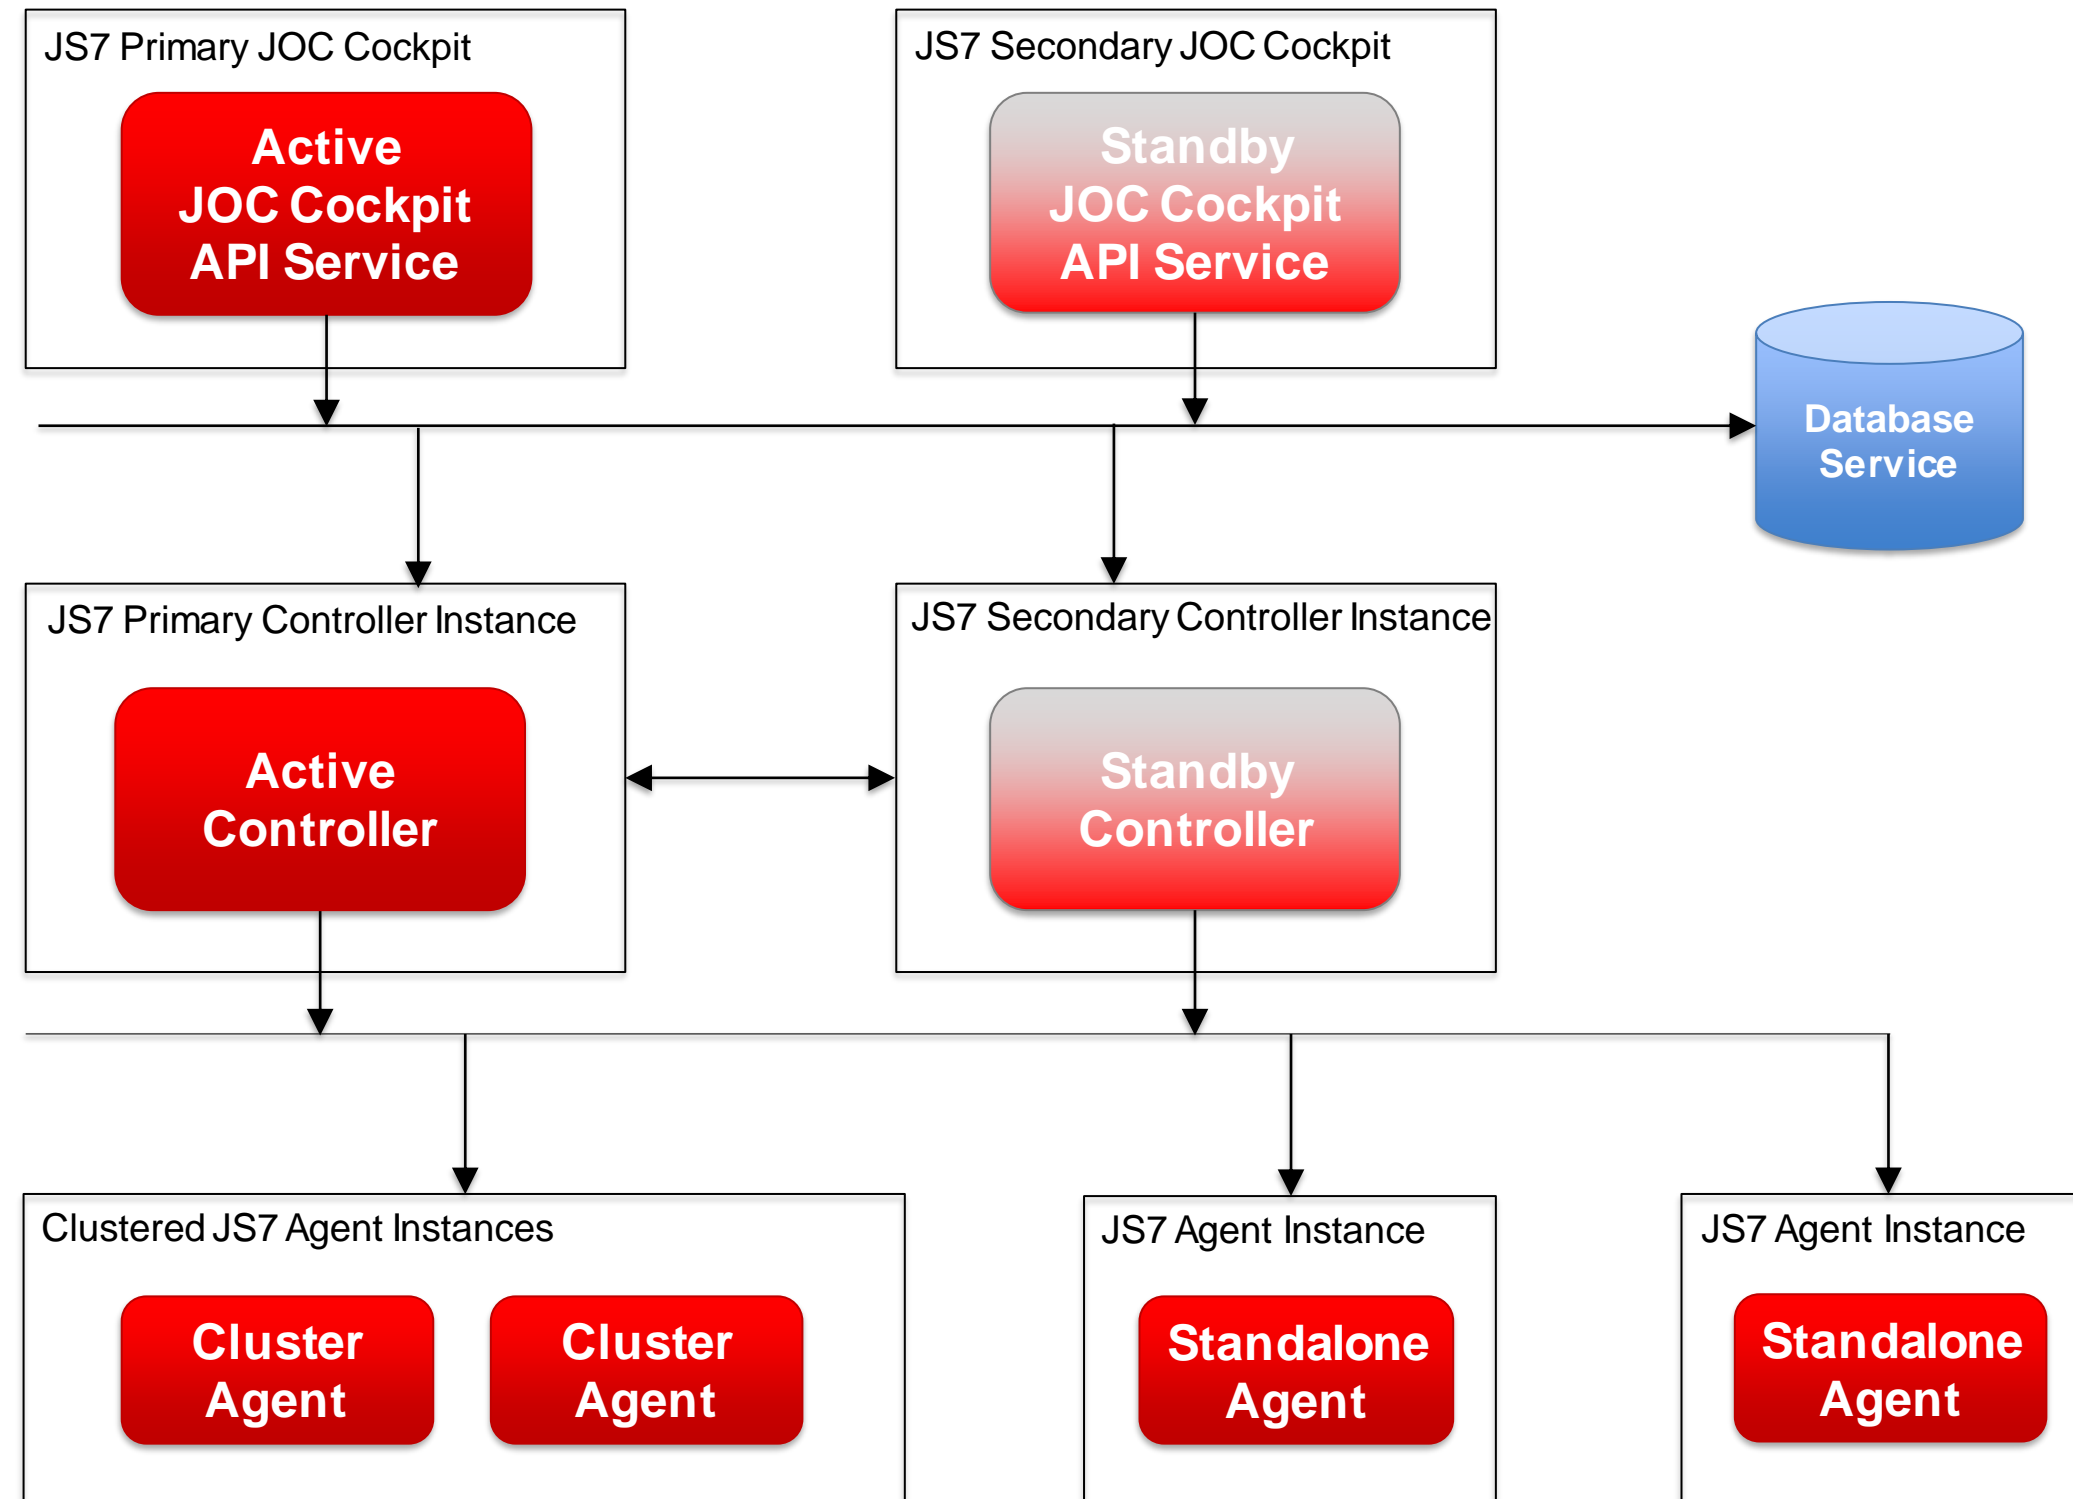 JS7 Primary JOC Cockpit
JS7 Secondary JOC Cockpit
Active
JOC Cockpit
API Service
Standby
JOC Cockpit
API Service
Database
Service
JS7 Primary Controller Instance
JS7 Secondary Controller Instance
Active
Controller
Standby
Controller
Clustered JS7 Agent Instances
JS7 Agent Instance
JS7 Agent Instance
Cluster
Agent
Cluster
Agent
Standalone
Agent
Standalone
Agent